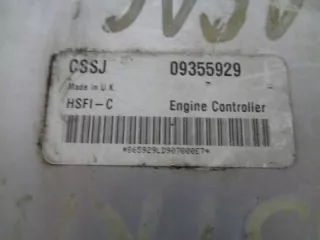 CSSJ 09355929
Made in U.K.
HSFI-C Engine Controller